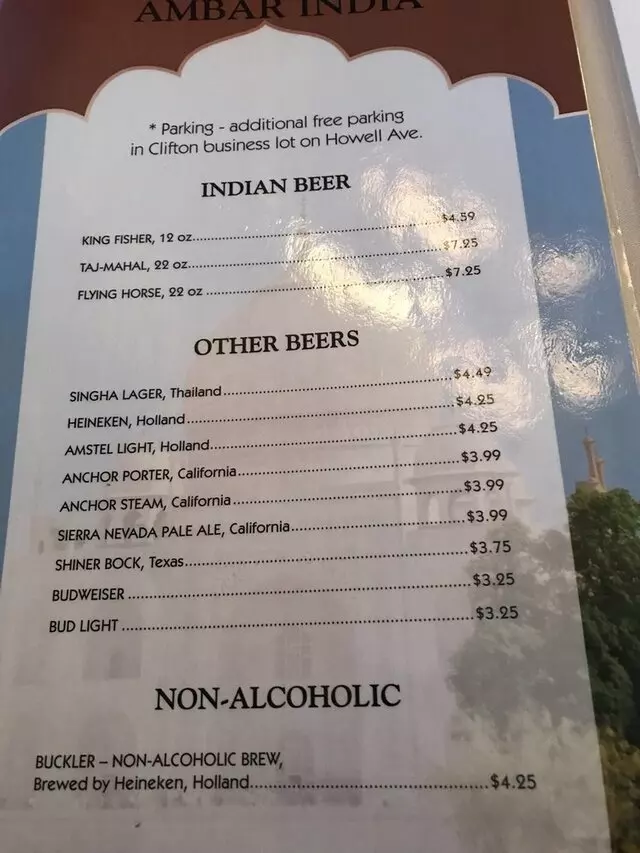 AMBAR INDIA
* Parking - additional free parking
in Clifton business lot on Howell Ave.
INDIAN BEER
KING FISHER, 12 oz........................................$4.59
TAJ-MAHAL, 22 oz........................................$7.25
FLYING HORSE, 22 oz........................................$7.25
OTHER BEERS
SINGHA LAGER, Thailand........................................$4.49
HEINEKEN, Holland........................................$4.25
AMSTEL LIGHT, Holland........................................$4.25
ANCHOR PORTER, California........................................$3.99
ANCHOR STEAM, California........................................$3.99
SIERRA NEVADA PALE ALE, California........................................$3.99
SHINER BOCK, Texas........................................$3.75
BUDWEISER........................................$3.25
BUD LIGHT........................................$3.25
NON-ALCOHOLIC
BUCKLER – NON-ALCOHOLIC BREW,
Brewed by Heineken, Holland........................................$4.25